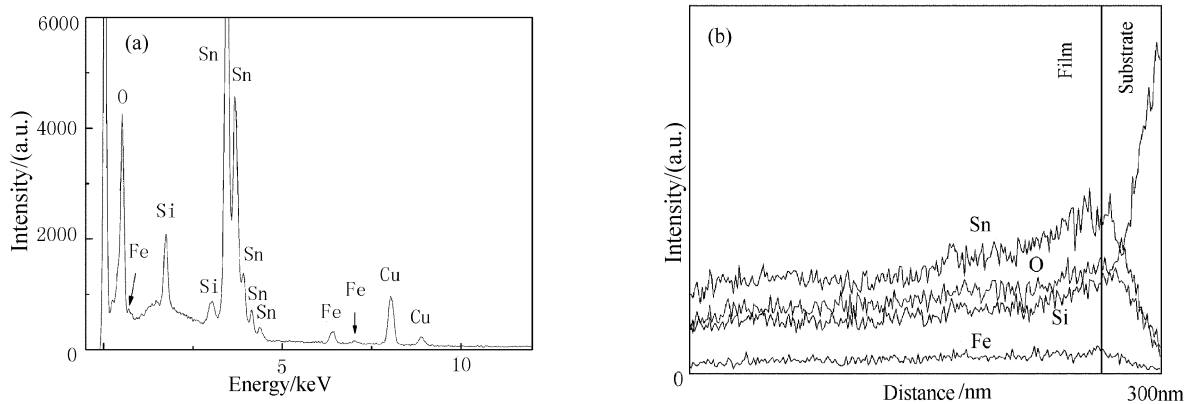 (a)
6000
4000
2000
0
Intensity/(a.u.)
O
Fe
Si
Si
Sn
Sn
Sn
Sn
Sn
Fe
Fe
Cu
Cu
5
10
Energy/keV
(b)
Intensity/(a.u.)
Film
Substrate
Sn
O
Si
Fe
0
Distance /nm
300nm